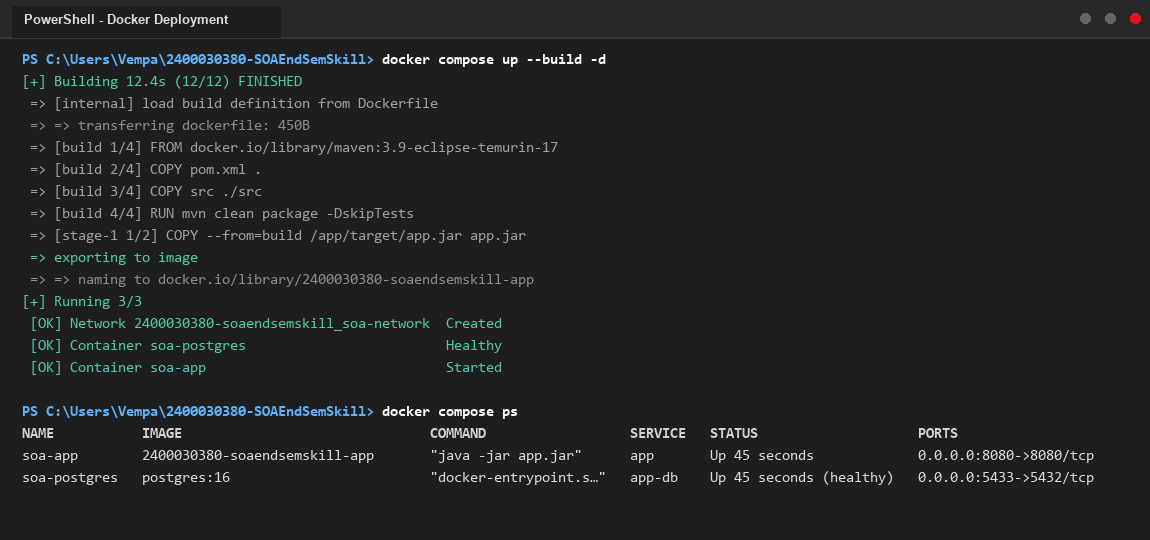 PowerShell - Docker Deployment
PS C:\Users\Vempa\2400030380-SOAEndSemSkill> docker compose up --build -d
[+] Building 12.4s (12/12) FINISHED
=> [internal] load build definition from Dockerfile
=> => transferring dockerfile: 450B
=> [build 1/4] FROM docker.io/library/maven:3.9-eclipse-temurin-17
=> [build 2/4] COPY pom.xml .
=> [build 3/4] COPY src ./src
=> [build 4/4] RUN mvn clean package -DskipTests
=> [stage-1 1/2] COPY --from=build /app/target/app.jar app.jar
=> exporting to image
=> => naming to docker.io/library/2400030380-soaendsemskill-app
[+] Running 3/3
[OK] Network 2400030380-soaendsemskill_soa-network  Created
[OK] Container soa-postgres                         Healthy
[OK] Container soa-app                              Started
PS C:\Users\Vempa\2400030380-SOAEndSemSkill> docker compose ps
NAME           IMAGE                               COMMAND                  SERVICE   STATUS                    PORTS
soa-app        2400030380-soaendsemskill-app       "java -jar app.jar"      app       Up 45 seconds             0.0.0.0:8080->8080/tcp
soa-postgres   postgres:16                         "docker-entrypoint.s…"   app-db    Up 45 seconds (healthy)   0.0.0.0:5433->5432/tcp